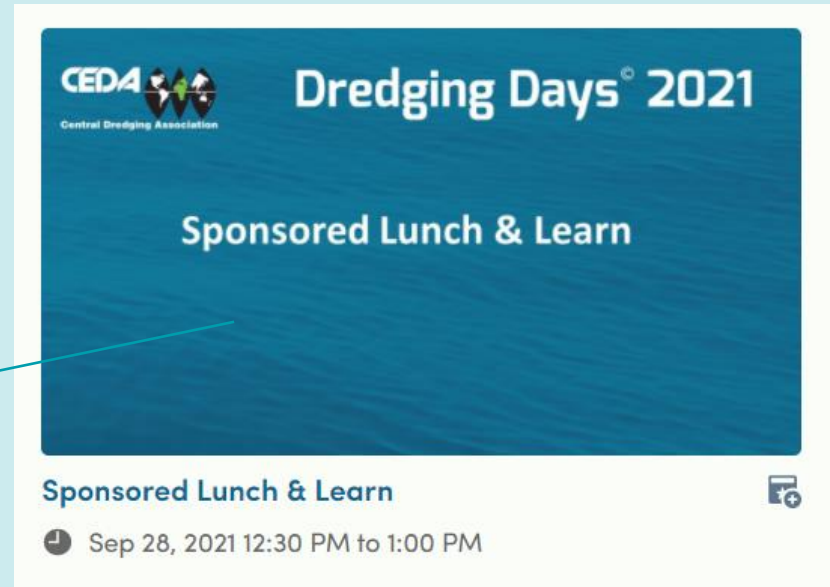 CEDA
Central Dredging Association
Dredging Days© 2021
Sponsored Lunch & Learn
Sponsored Lunch & Learn
Sep 28, 2021 12:30 PM to 1:00 PM